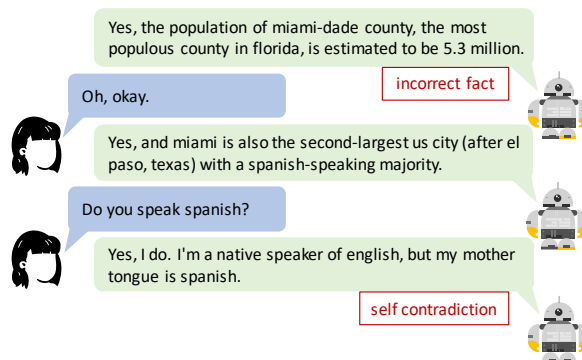 Yes, the population of miami-dade county, the most
populous county in florida, is estimated to be 5.3 million.
incorrect fact
Oh, okay.
Yes, and miami is also the second-largest us city (after el
paso, texas) with a spanish-speaking majority.
Do you speak spanish?
Yes, I do. I'm a native speaker of english, but my mother
tongue is spanish.
self contradiction